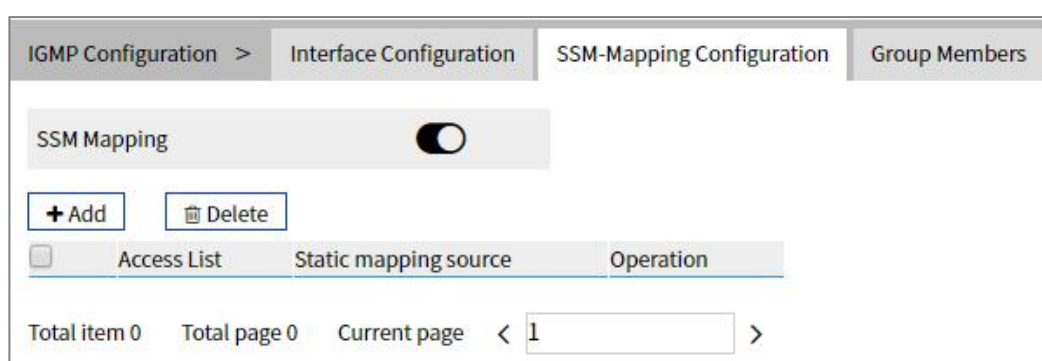 IGMP Configuration > Interface Configuration SSM-Mapping Configuration Group Members
SSM Mapping
+ Add Delete
Access List Static mapping source Operation
Total item 0 Total page 0 Current page < 1 >